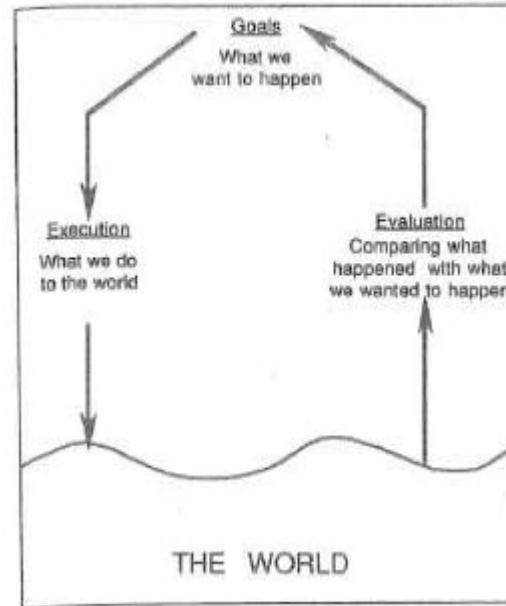 Goals
What we
want to happen
Execution
What we do
to the world
Evaluation
Comparing what
happened with what
we wanted to happen
THE WORLD